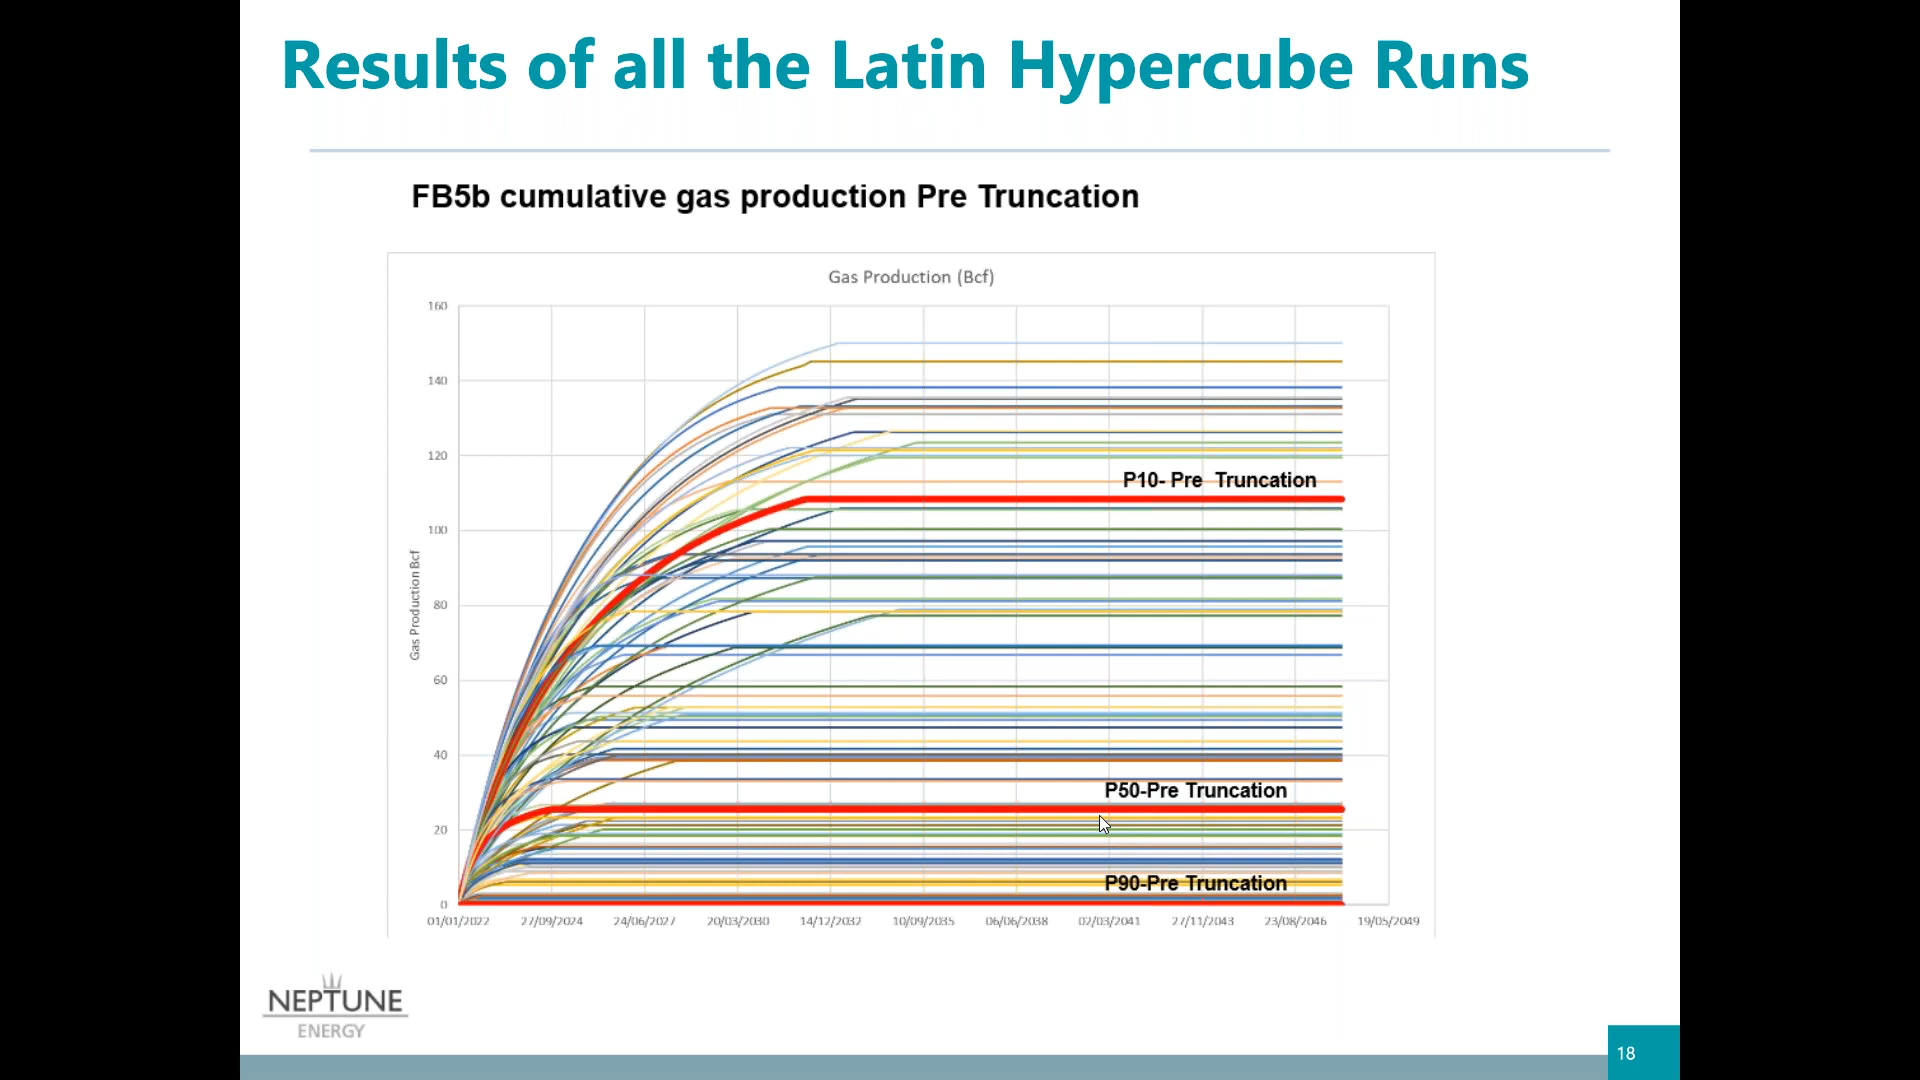 Results of all the Latin Hypercube Runs
FB5b cumulative gas production Pre Truncation
Gas Production (Bcf)
160
140
120
100
80
60
40
20
0
Gas Production Bcf
P10- Pre Truncation
P50-Pre Truncation
P90-Pre Truncation
01/01/2022 27/09/2024 24/06/2027 20/03/2030 14/12/2032 10/09/2035 06/06/2038 02/03/2041 27/11/2043 23/08/2046 19/05/2049
NEPTUNE
ENERGY
18